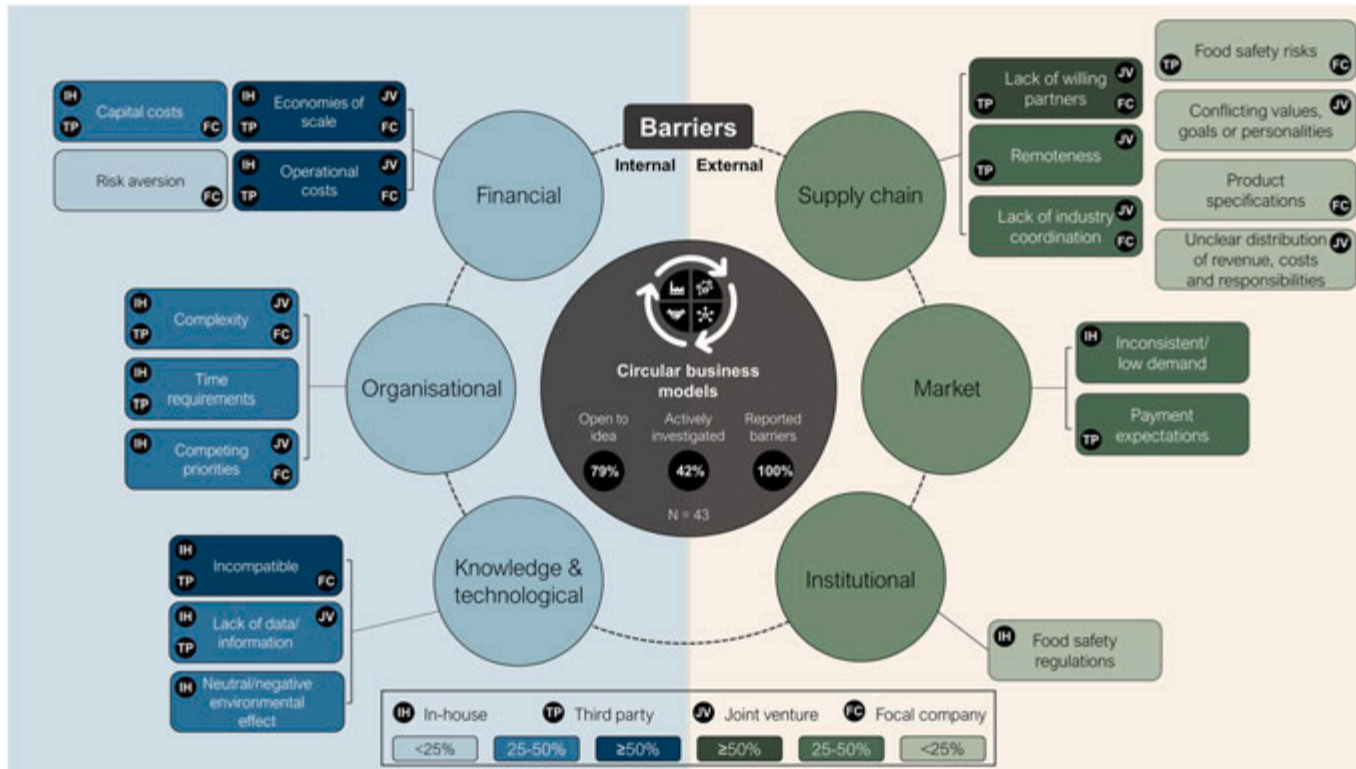 Barriers
Internal
External
IH
TP
Capital costs
FC
IH
TP
Economies of
scale
JV
FC
Risk aversion
FC
IH
TP
Operational
costs
JV
FC
Financial
IH
TP
Complexity
JV
FC
IH
TP
Time
requirements
IH
Competing
priorities
JV
FC
Organisational
IH
TP
Incompatible
FC
IH
TP
Lack of data/
information
JV
IH
Neutral/negative
environmental
effect
Knowledge &
technological
Circular business
models
Open to
idea
Actively
investigated
Reported
barriers
79%
42%
100%
N = 43
Supply chain
TP
Lack of willing
partners
JV
FC
TP
Remoteness
JV
Lack of industry
coordination
JV
FC
TP
Food safety risks
FC
Conflicting values,
goals or personalities
JV
Product
specifications
FC
Unclear distribution
of revenue, costs
and responsibilities
JV
Market
IH
Inconsistent/
low demand
TP
Payment
expectations
Institutional
IH
Food safety
regulations
IH In-house
TP Third party
JV Joint venture
FC Focal company
<25%
25-50%
≥50%
≥50%
25-50%
<25%